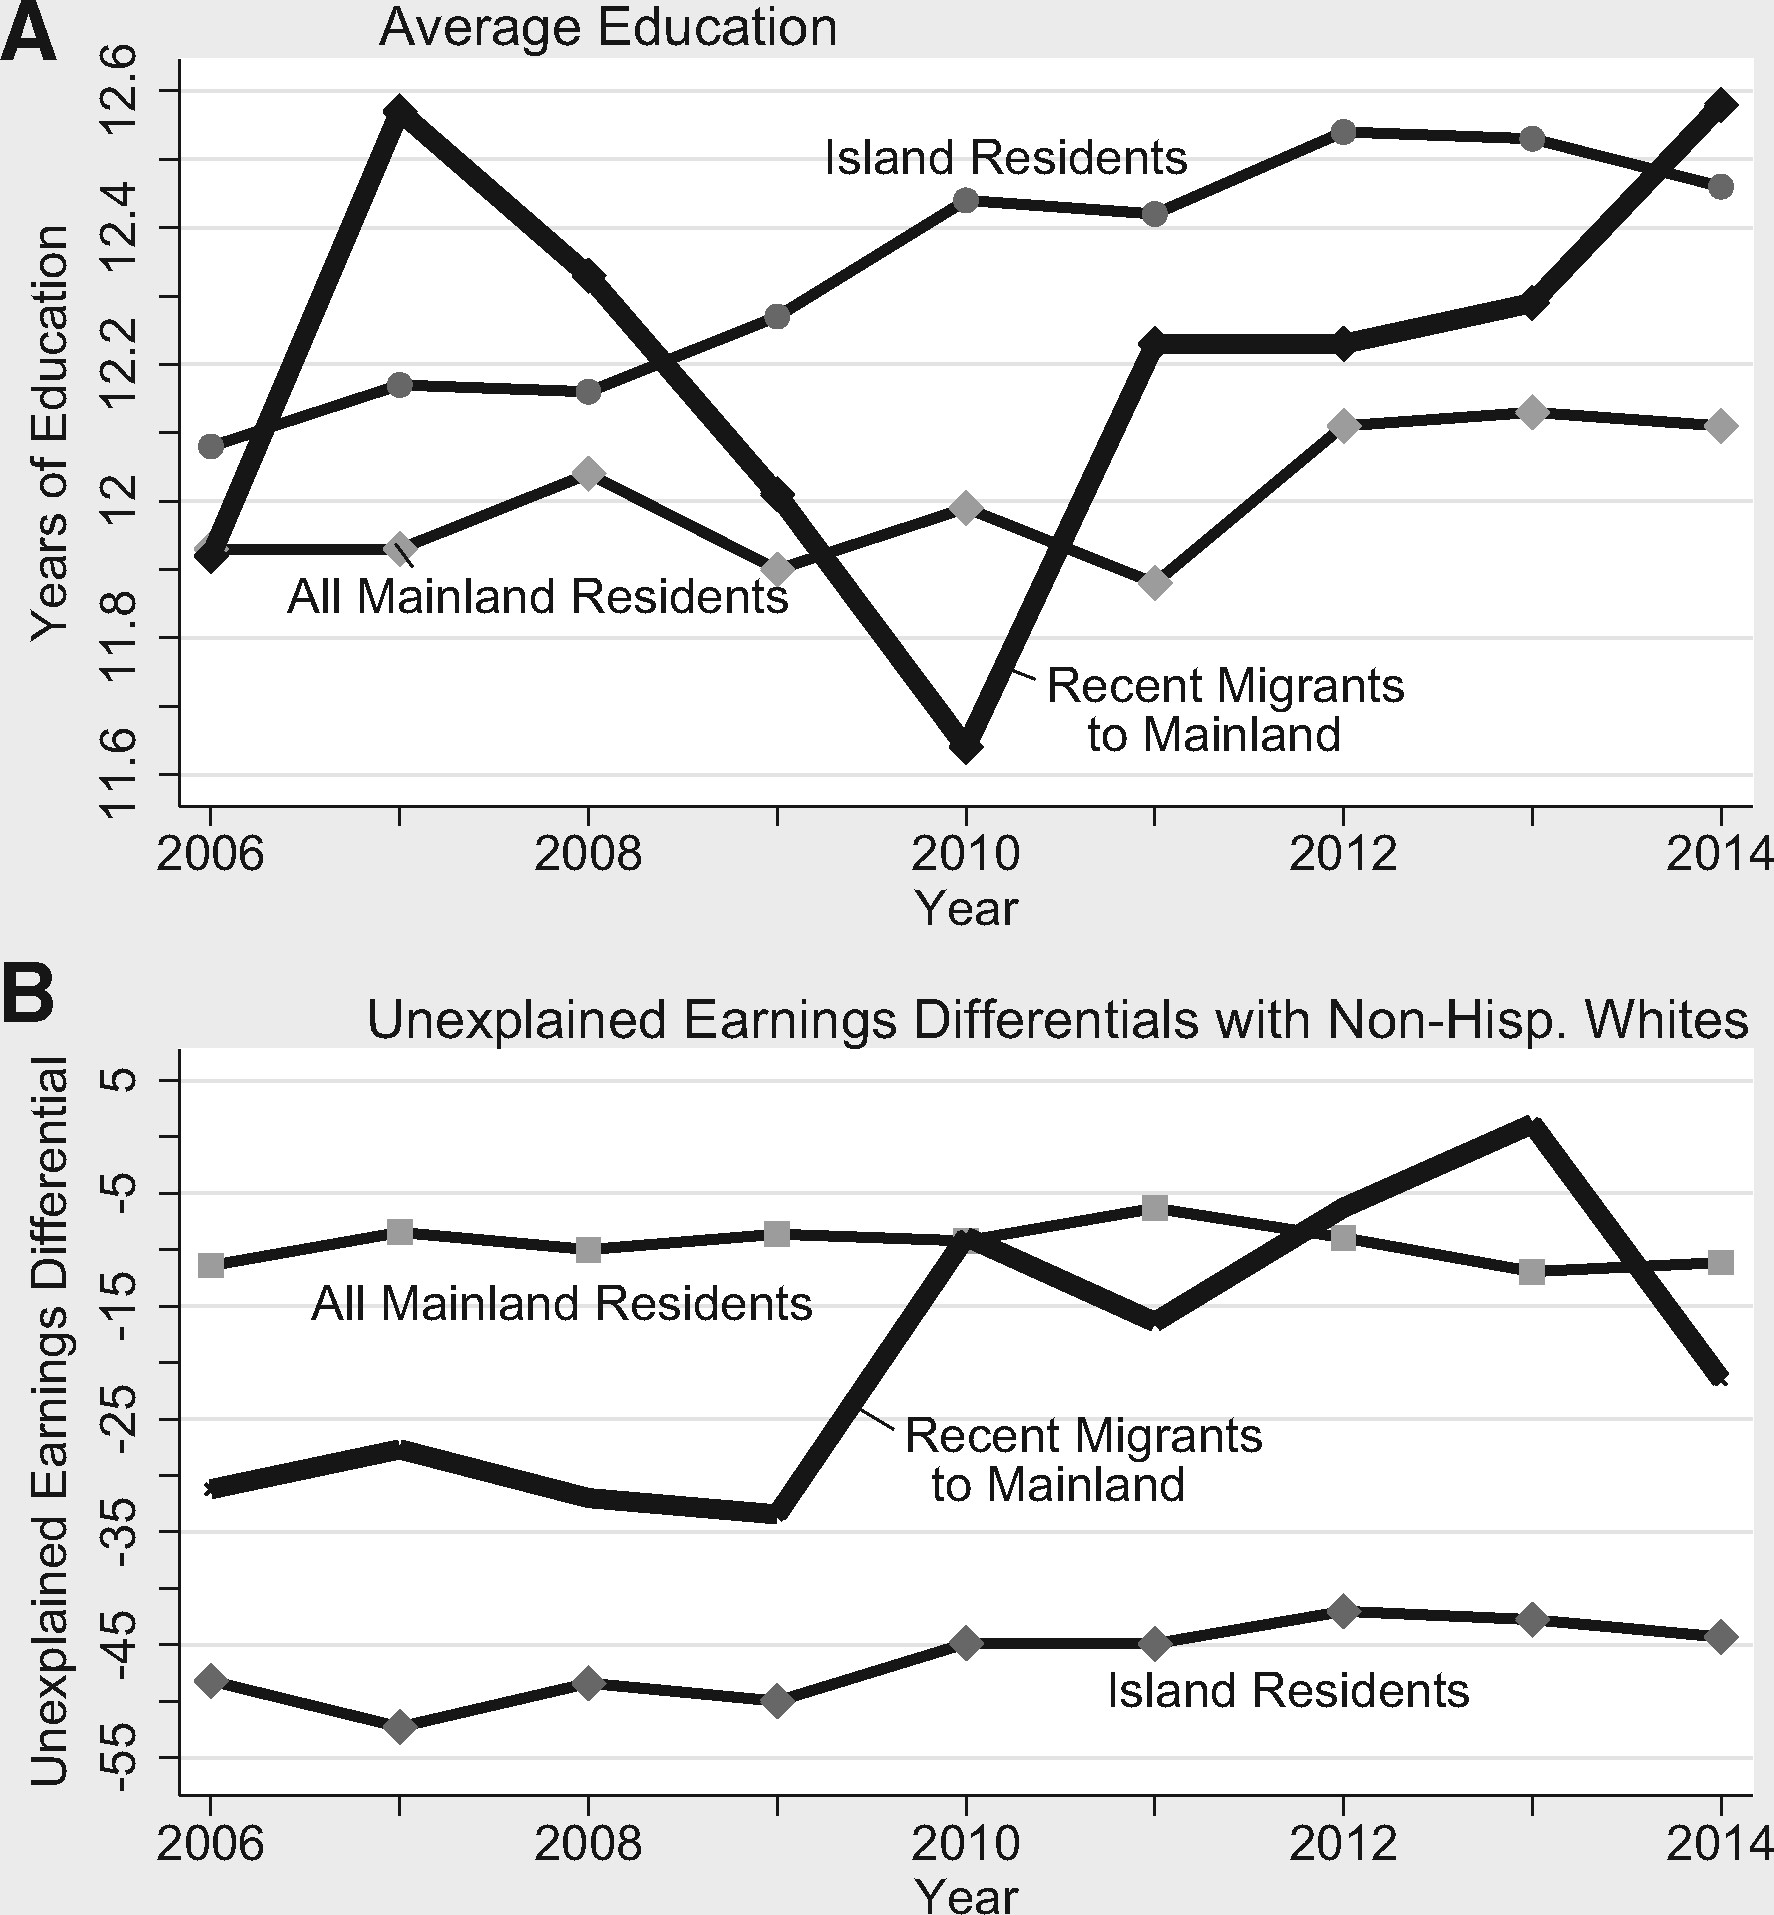 A
Average Education
Years of Education
12.6
12.4
12.2
12
11.8
11.6
Island Residents
All Mainland Residents
Recent Migrants
to Mainland
2006 2008 2010 2012 2014
Year
B
Unexplained Earnings Differentials with Non-Hisp. Whites
Unexplained Earnings Differential
5
-5
-15
-25
-35
-45
-55
All Mainland Residents
Recent Migrants
to Mainland
Island Residents
2006 2008 2010 2012 2014
Year